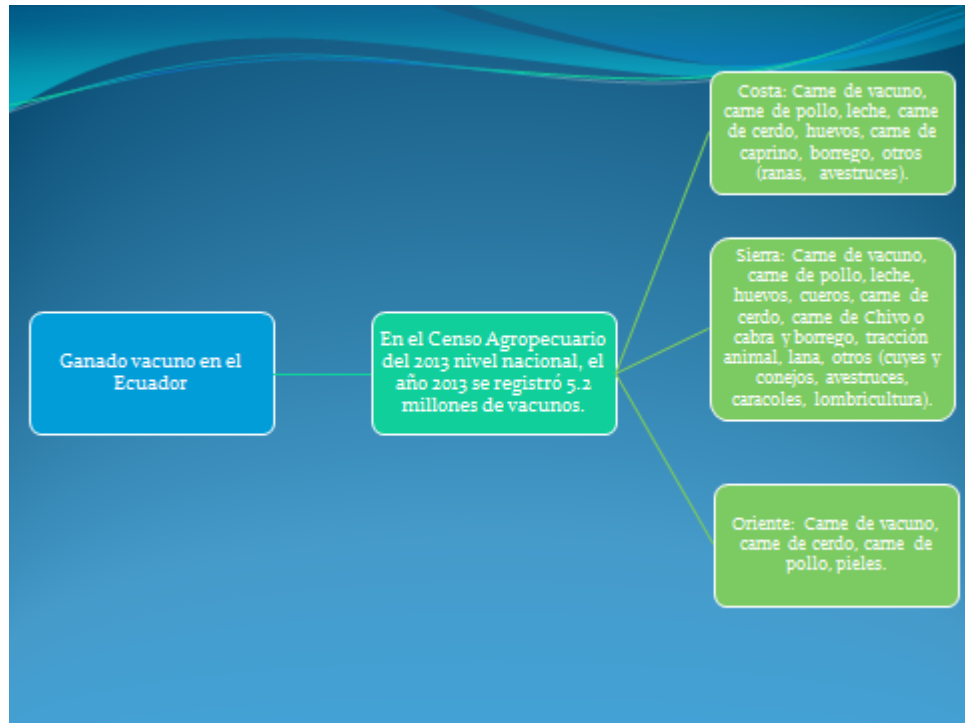 Ganado vacuno en el
Ecuador
En el Censo Agropecuario
del 2013 nivel nacional, el
año 2013 se registró 5.2
millones de vacunos.
Costa: Carne de vacuno,
carne de pollo, leche, carne
de cerdo, huevos, carne de
caprino, borrego, otros
(ranas, avestruces).
Sierra: Carne de vacuno,
carne de pollo, leche,
huevos, cueros, carne de
cerdo, carne de Chivo o
cabra y borrego, tracción
animal, lana, otros (cuyes y
conejos, avestruces,
caracoles, lombricultura).
Oriente: Carne de vacuno,
carne de cerdo, carne de
pollo, pieles.